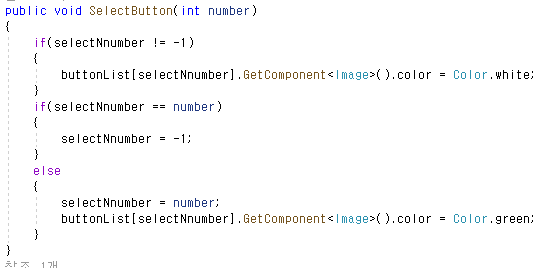 public void SelectButton(int number)
{
if(selectNnumber != -1)
{
buttonList[selectNnumber].GetComponent<Image>().color = Color.white;
}
if(selectNnumber == number)
{
selectNnumber = -1;
}
else
{
selectNnumber = number;
buttonList[selectNnumber].GetComponent<Image>().color = Color.green;
}
}
참조 1개